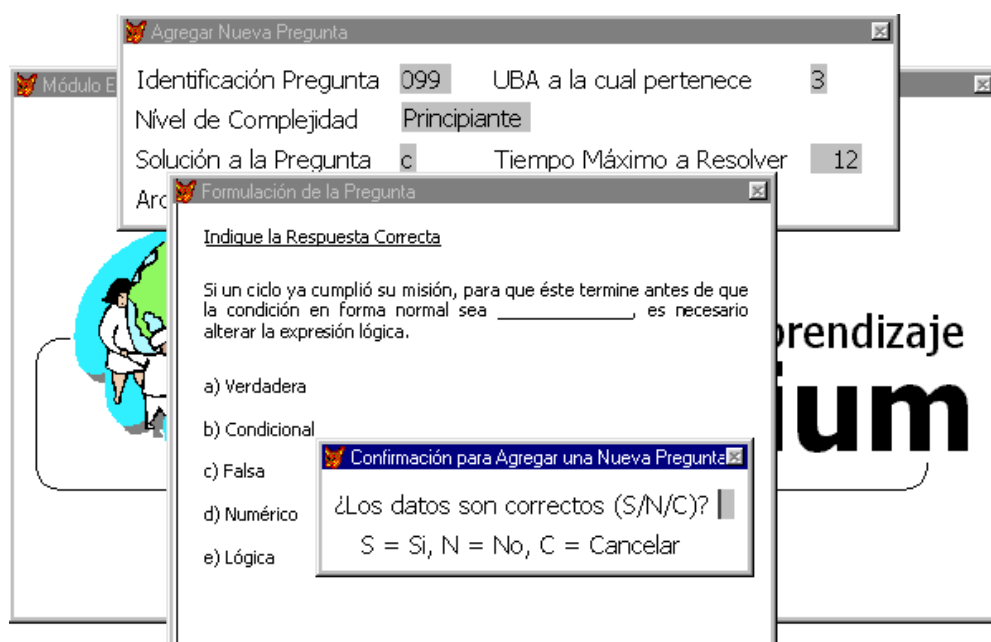 Agregar Nueva Pregunta
Identificación Pregunta 099 UBA a la cual pertenece 3
Nível de Complejidad Principiante
Solución a la Pregunta c Tiempo Máximo a Resolver 12
Módulo
Formulación de la Pregunta
Indique la Respuesta Correcta
Si un ciclo ya cumplió su misión, para que éste termine antes de que
la condición en forma normal sea ______________, es necesario
alterar la expresión lógica.
a) Verdadera
b) Condicional
c) Falsa
d) Numérico
e) Lógica
Confirmación para Agregar una Nueva Pregunta
¿Los datos son correctos (S/N/C)?
S = Si, N = No, C = Cancelar
prendizaje
ium